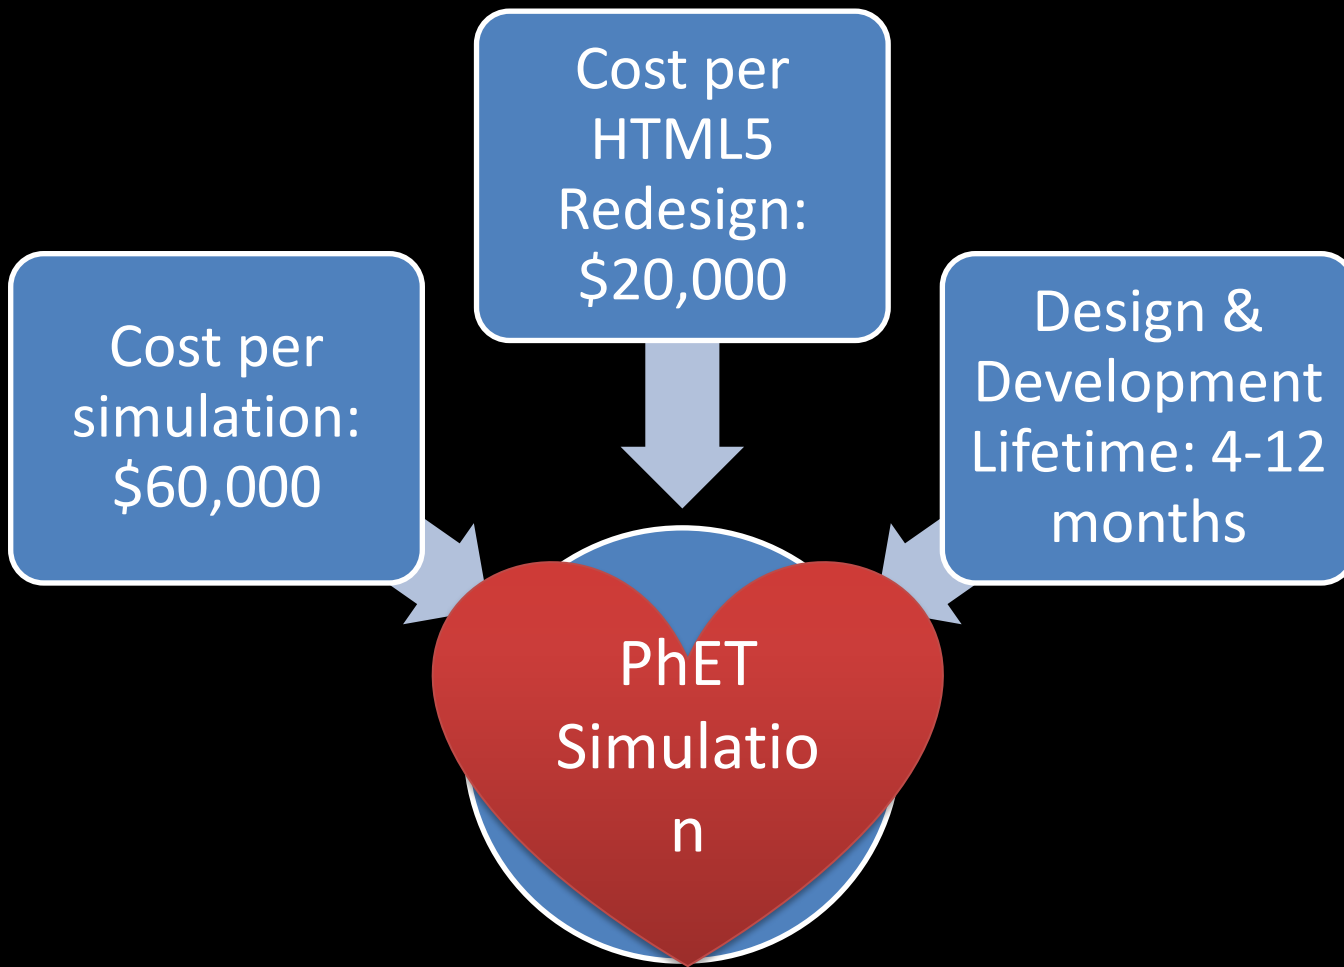 Cost per
HTML5
Redesign:
$20,000
Cost per
simulation:
$60,000
Design &
Development
Lifetime: 4-12
months
PhET
Simulatio
n